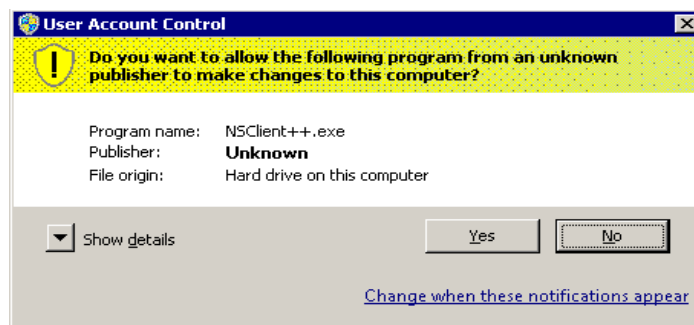 User Account Control
Do you want to allow the following program from an unknown
publisher to make changes to this computer?
Program name: NSClient++.exe
Publisher: Unknown
File origin: Hard drive on this computer
Show details Yes No
Change when these notifications appear